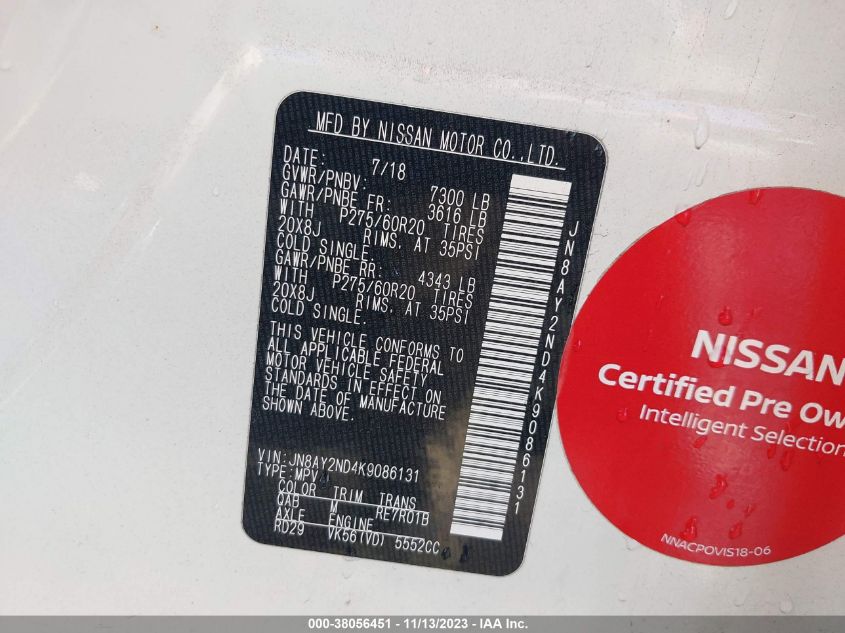 MFD BY NISSAN MOTOR CO.,LTD.
DATE: 7/18
GVWR/PNBV: 7300 LB
GAWR/PNBE FR: 3616 LB
WITH P275/60R20 TIRES
20X8J RIMS, AT 35PSI
COLD SINGLE.
GAWR/PNBE RR: 4343 LB
WITH P275/60R20 TIRES
20X8J RIMS, AT 35PSI
COLD SINGLE.
THIS VEHICLE CONFORMS TO
ALL APPLICABLE FEDERAL
MOTOR VEHICLE SAFETY
STANDARDS IN EFFECT ON
THE DATE OF MANUFACTURE
SHOWN ABOVE.
VIN:JN8AY2ND4K9086131
TYPE:MPV
COLOR TRIM TRANS
QAB M RE7R01B
AXLE ENGINE
RD29 VK56(VD) 5552CC
JN8AY2ND4K9086131
NISSAN
Certified Pre Ow
Intelligent Selection
NNACPOVIS18-06
000-38056451 - 11/13/2023 - IAA Inc.